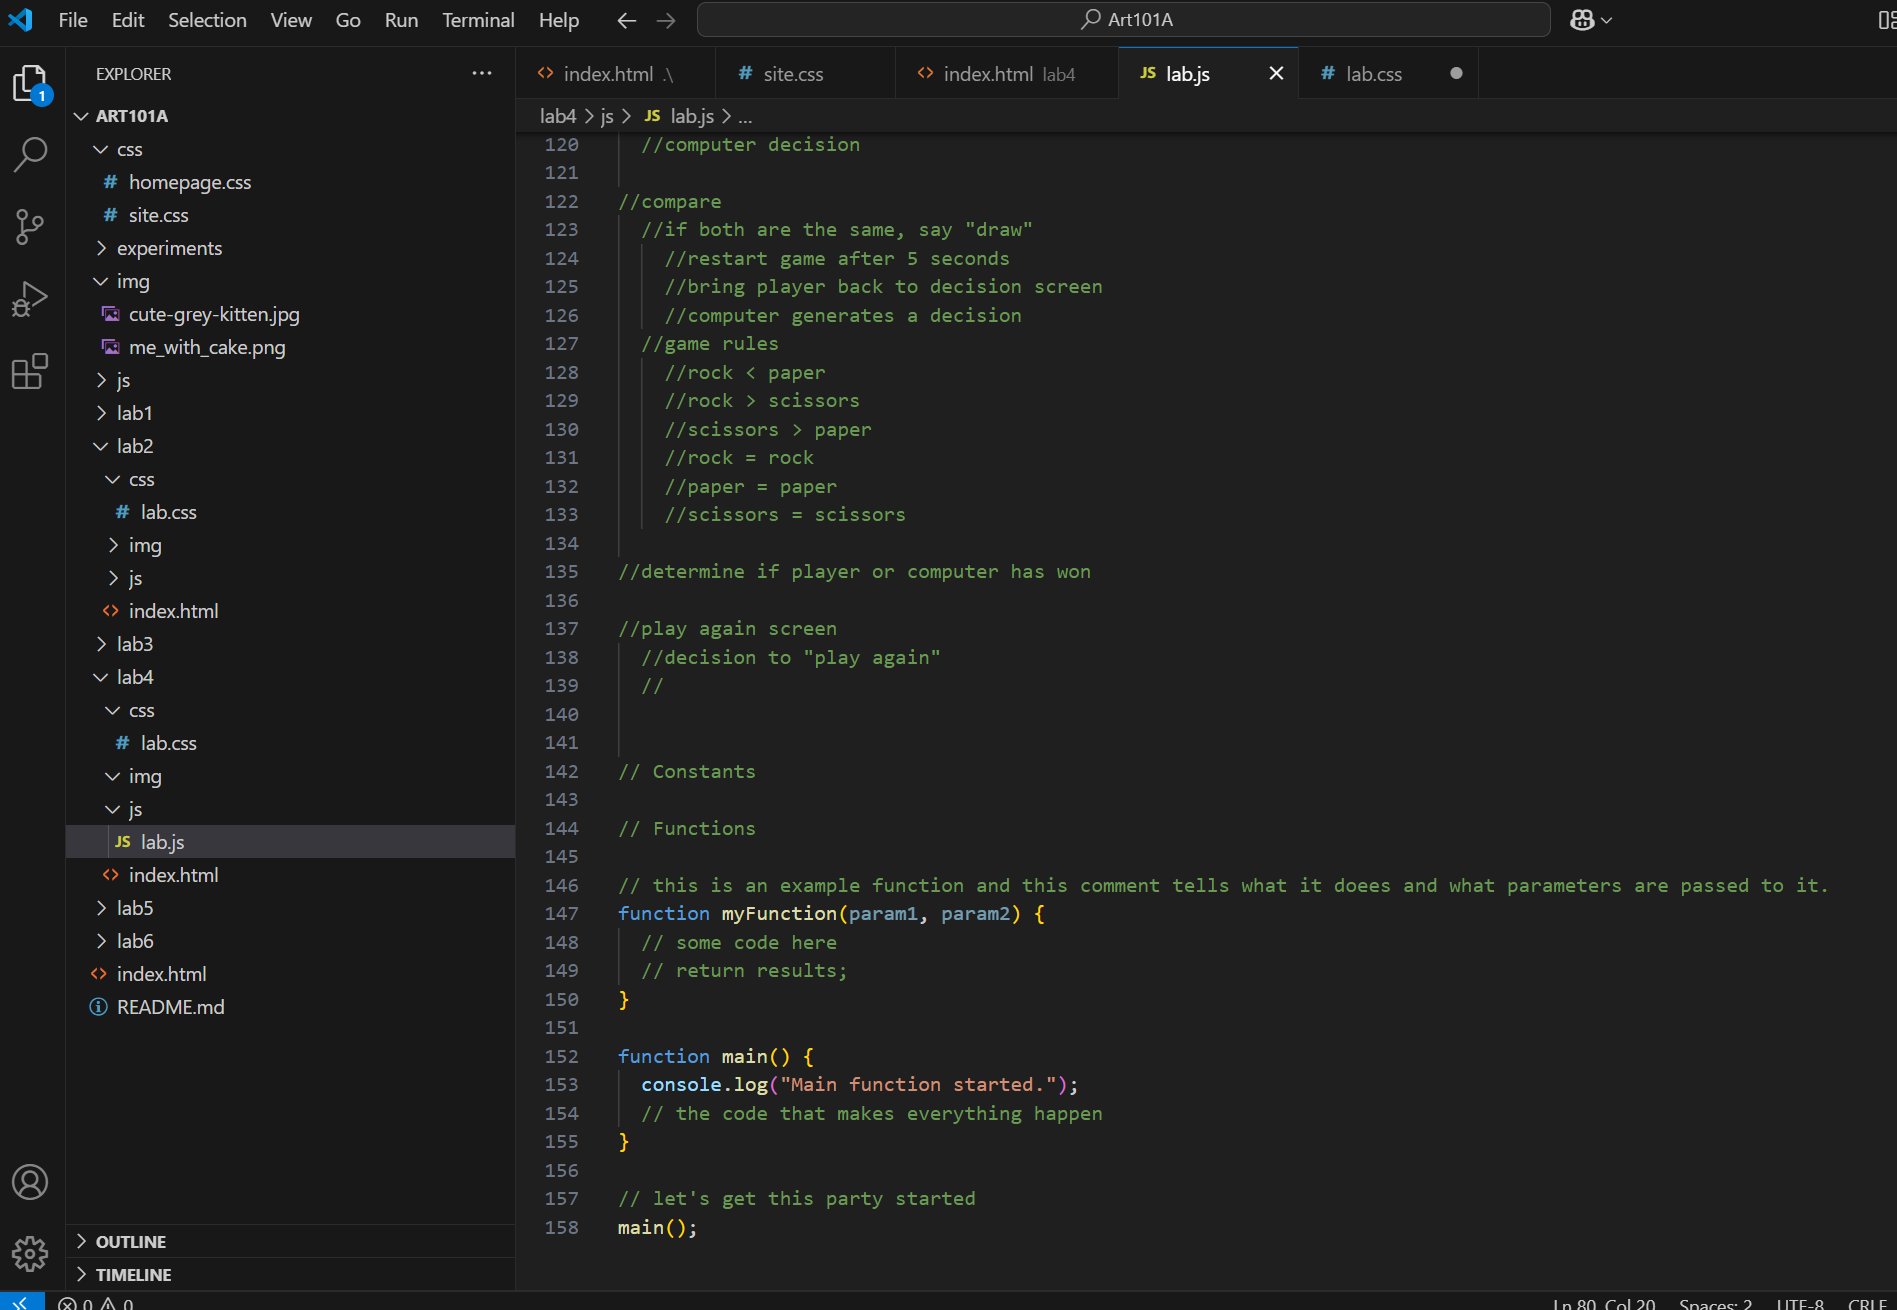 File Edit Selection View Go Run Terminal Help Art101A
EXPLORER
ART101A
css
# homepage.css
# site.css
experiments
img
cute-grey-kitten.jpg
me_with_cake.png
js
lab1
lab2
css
# lab.css
img
js
<> index.html
lab3
lab4
css
# lab.css
img
js
JS lab.js
<> index.html
lab5
lab6
<> index.html
README.md
OUTLINE
TIMELINE
<> index.html .\ # site.css <> index.html lab4 JS lab.js # lab.css
lab4 > js > JS lab.js > ...
120 //computer decision
121
122 //compare
123 //if both are the same, say "draw"
124 //restart game after 5 seconds
125 //bring player back to decision screen
126 //computer generates a decision
127 //game rules
128 //rock < paper
129 //rock > scissors
130 //scissors > paper
131 //rock = rock
132 //paper = paper
133 //scissors = scissors
134
135 //determine if player or computer has won
136
137 //play again screen
138 //decision to "play again"
139 //
140
141
142 // Constants
143
144 // Functions
145
146 // this is an example function and this comment tells what it doees and what parameters are passed to it.
147 function myFunction(param1, param2) {
148 // some code here
149 // return results;
150 }
151
152 function main() {
153 console.log("Main function started.");
154 // the code that makes everything happen
155 }
156
157 // let's get this party started
158 main();
1
0 0 Ln 80, Col 20 Spaces: 2 UTF-8 CRLF